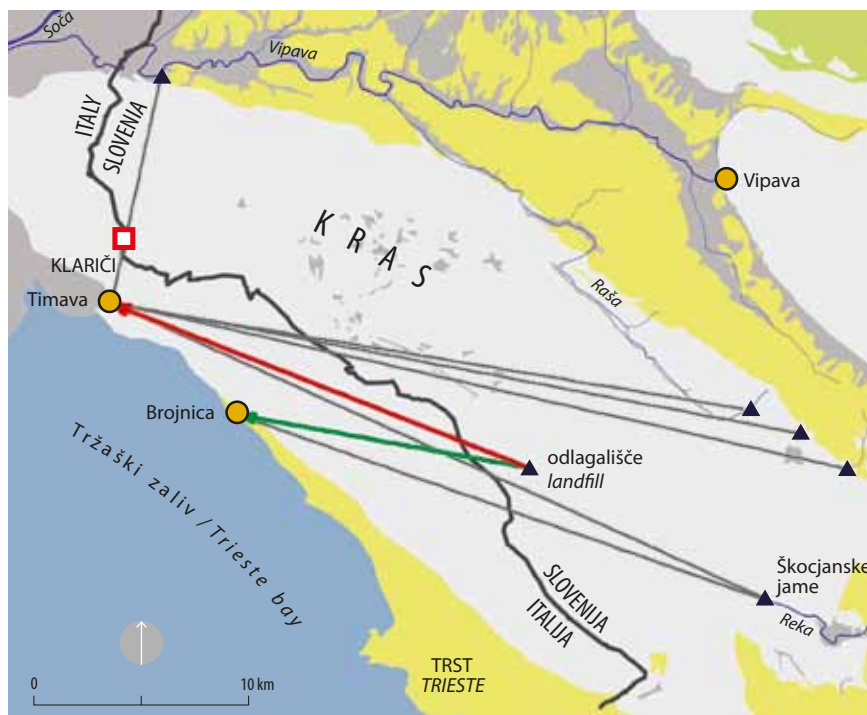 Soča
Vipava
ITALY
SLOVENIA
Vipava
KRAS
KLARIČI
Timava
Raša
Brojnica
odlagališče
landfill
Tržaški zaliv / Trieste bay
Škocjanske
jame
SLOVENIJA
ITALIJA
Reka
TRST
TRIESTE
0 10 km